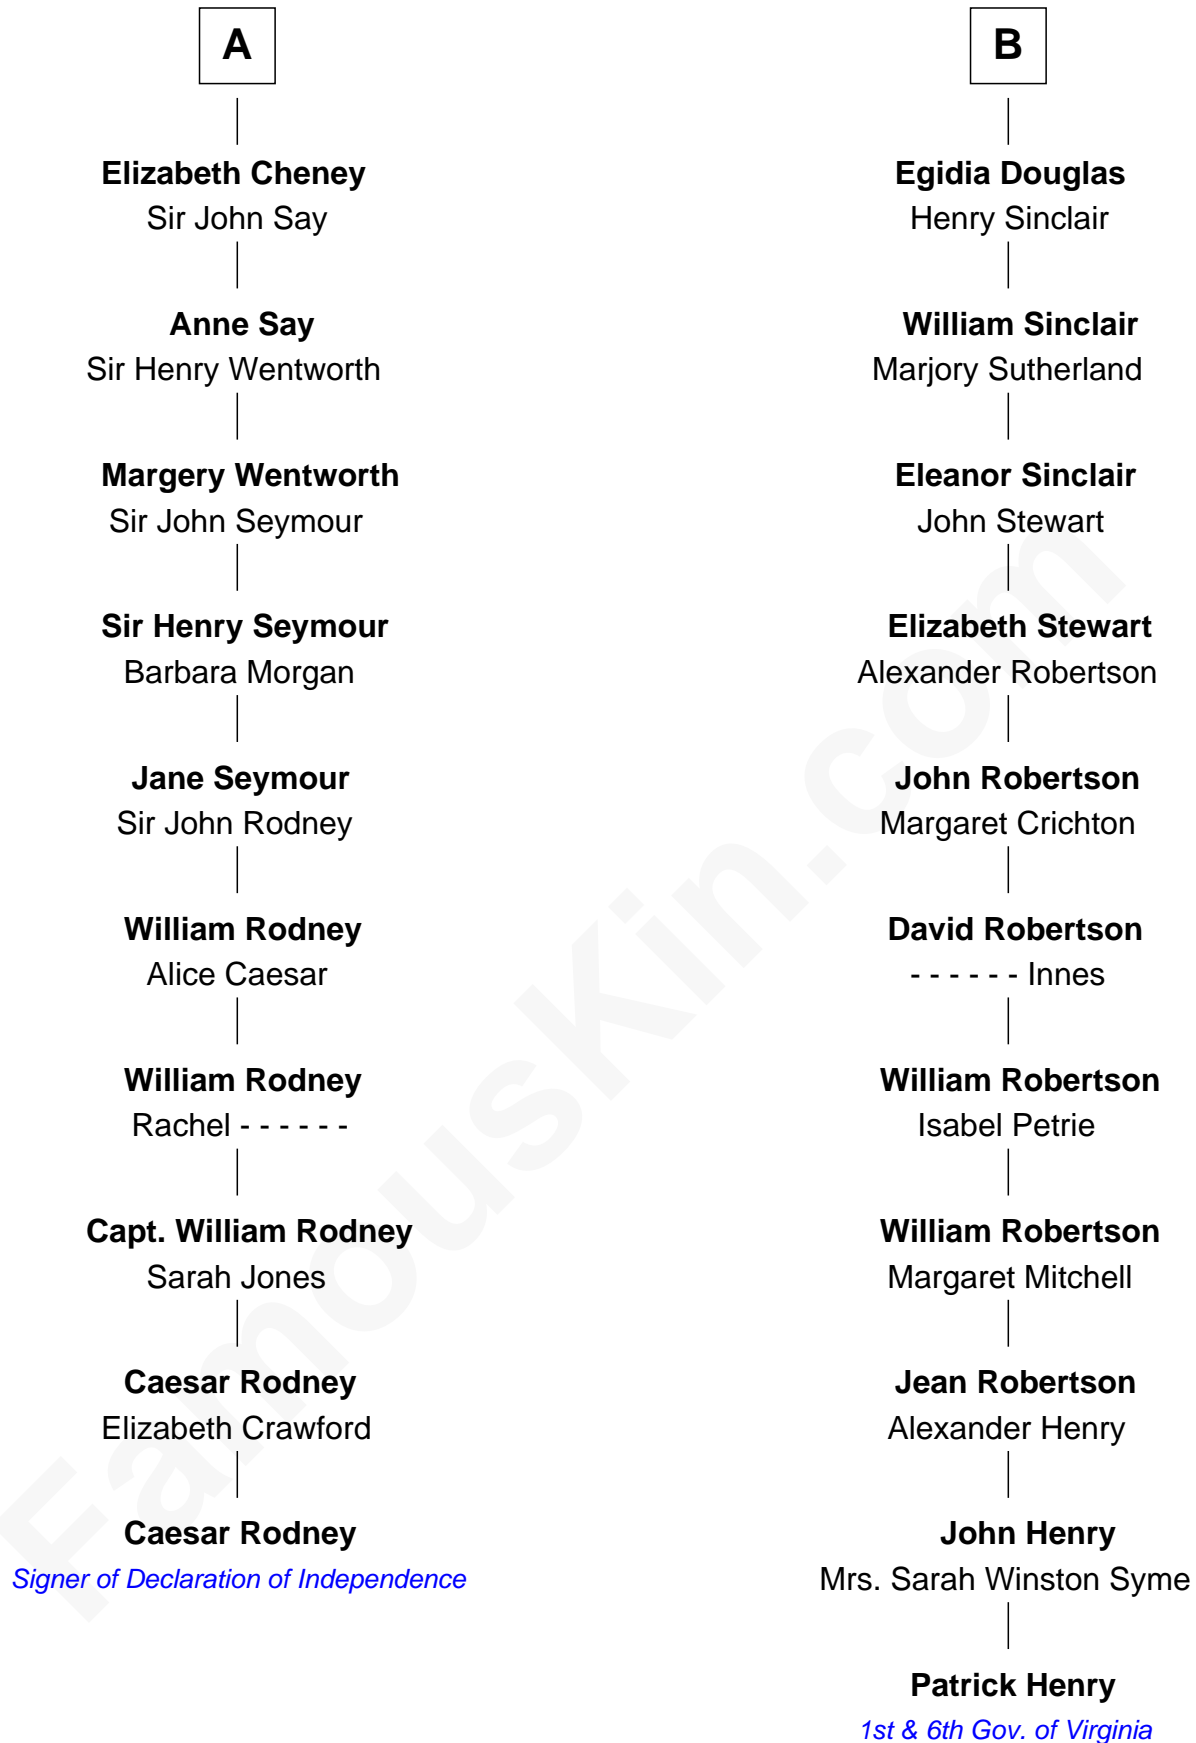 A
Elizabeth Cheney
Sir John Say
Anne Say
Sir Henry Wentworth
Margery Wentworth
Sir John Seymour
Sir Henry Seymour
Barbara Morgan
Jane Seymour
Sir John Rodney
William Rodney
Alice Caesar
William Rodney
Rachel - - - - - -
Capt. William Rodney
Sarah Jones
Caesar Rodney
Elizabeth Crawford
Caesar Rodney
Signer of Declaration of Independence
B
Egidia Douglas
Henry Sinclair
William Sinclair
Marjory Sutherland
Eleanor Sinclair
John Stewart
Elizabeth Stewart
Alexander Robertson
John Robertson
Margaret Crichton
David Robertson
- - - - - - Innes
William Robertson
Isabel Petrie
William Robertson
Margaret Mitchell
Jean Robertson
Alexander Henry
John Henry
Mrs. Sarah Winston Syme
Patrick Henry
1st & 6th Gov. of Virginia
FamousKin.com